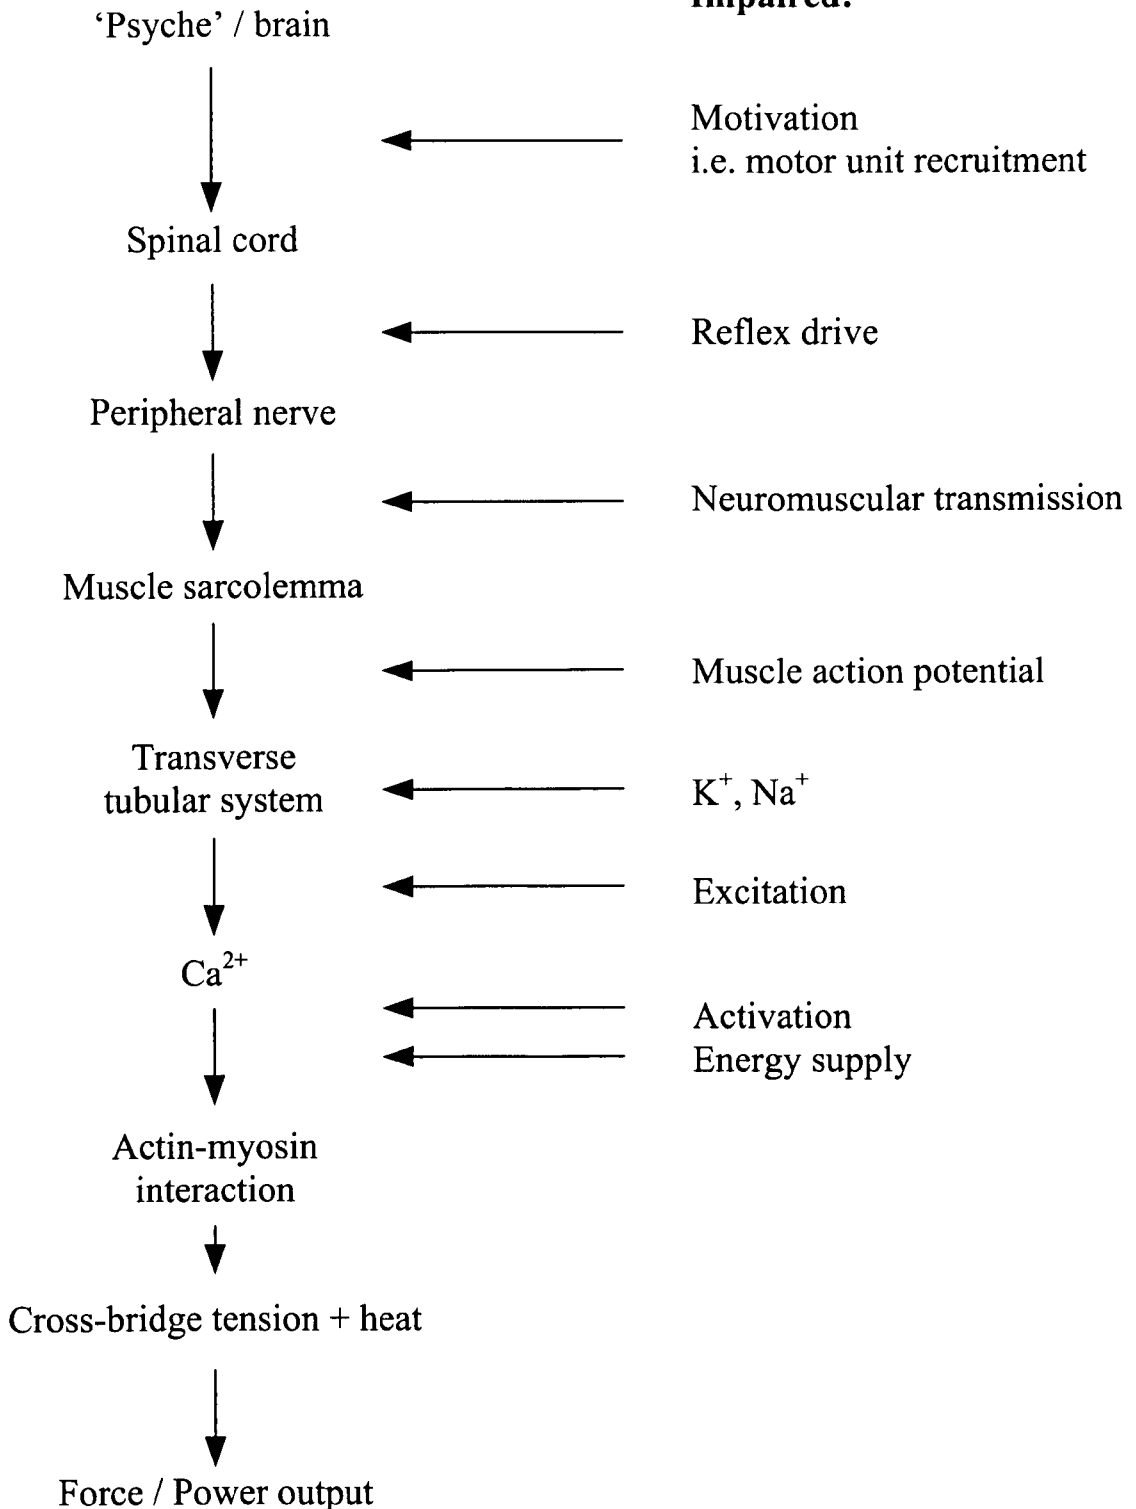 ‘Psyche’ / brain
Impaired:
Motivation
i.e. motor unit recruitment
Spinal cord
Reflex drive
Peripheral nerve
Neuromuscular transmission
Muscle sarcolemma
Muscle action potential
Transverse
tubular system
K⁺, Na⁺
Excitation
Ca²⁺
Activation
Energy supply
Actin-myosin
interaction
Cross-bridge tension + heat
Force / Power output